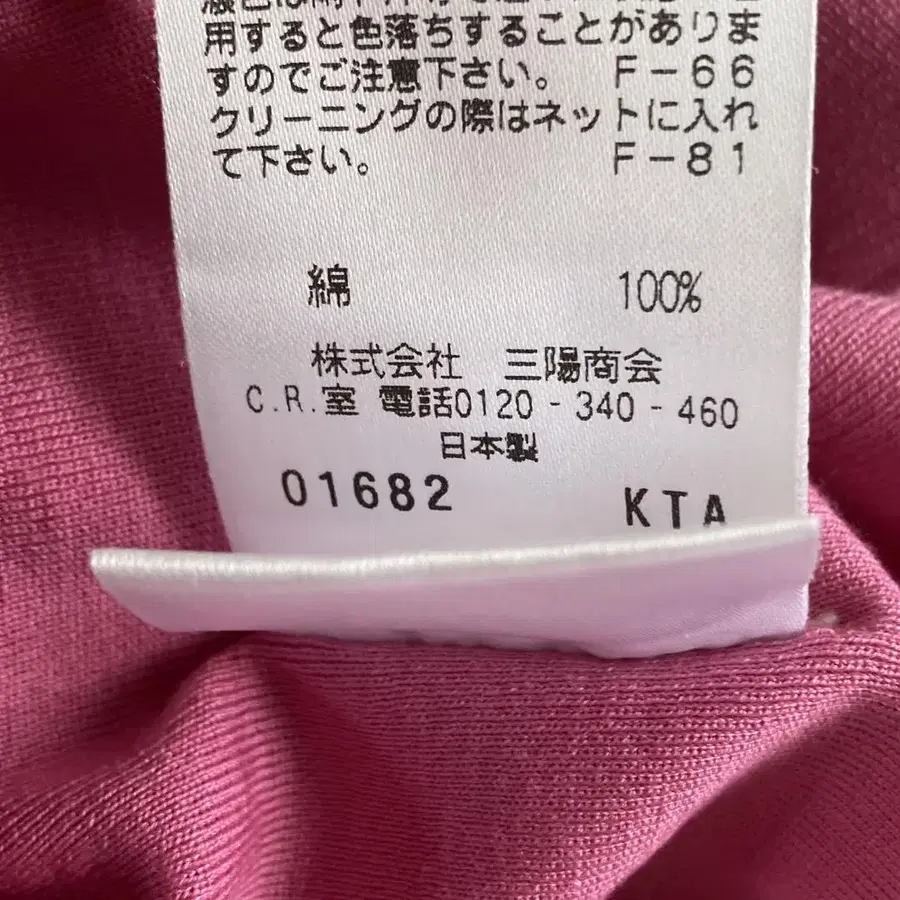 用すると色落ちすることがありま
すのでご注意下さい。 F-66
クリーニングの際はネットに入れ
て下さい。 F-81
綿 100%
株式会社 三陽商会
C.R.室 電話0120-340-460
日本製
01682 KTA